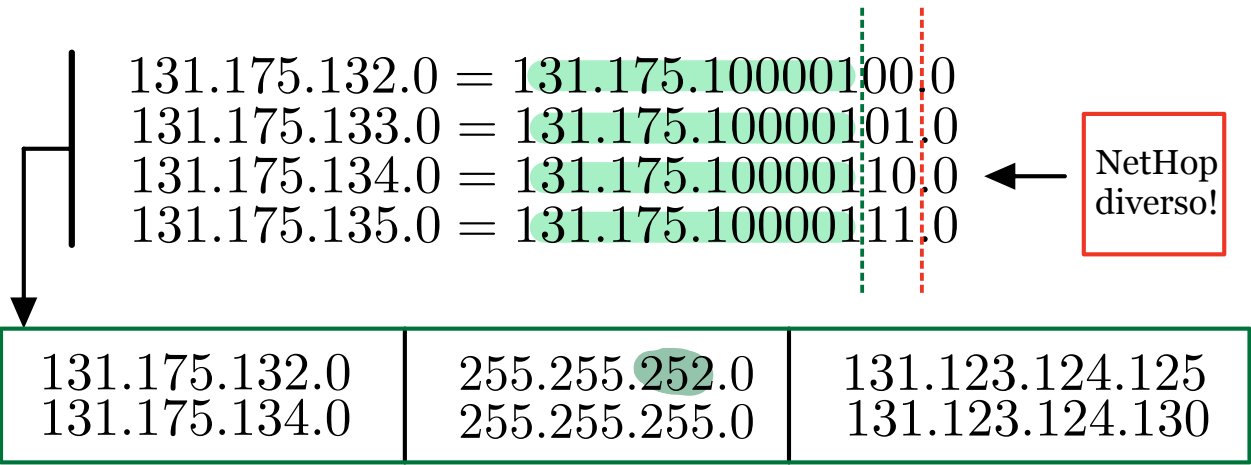 131.175.132.0 = 131.175.10000100.0
131.175.133.0 = 131.175.10000101.0
131.175.134.0 = 131.175.10000110.0
131.175.135.0 = 131.175.10000111.0
NetHop
diverso!
131.175.132.0 255.255.252.0 131.123.124.125
131.175.134.0 255.255.255.0 131.123.124.130